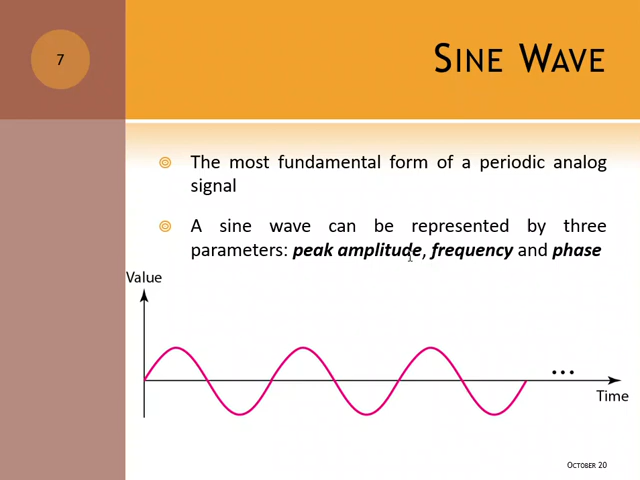 7
SINE WAVE
The most fundamental form of a periodic analog
signal
A sine wave can be represented by three
parameters: peak amplitude, frequency and phase
Value
...
Time
OCTOBER 20